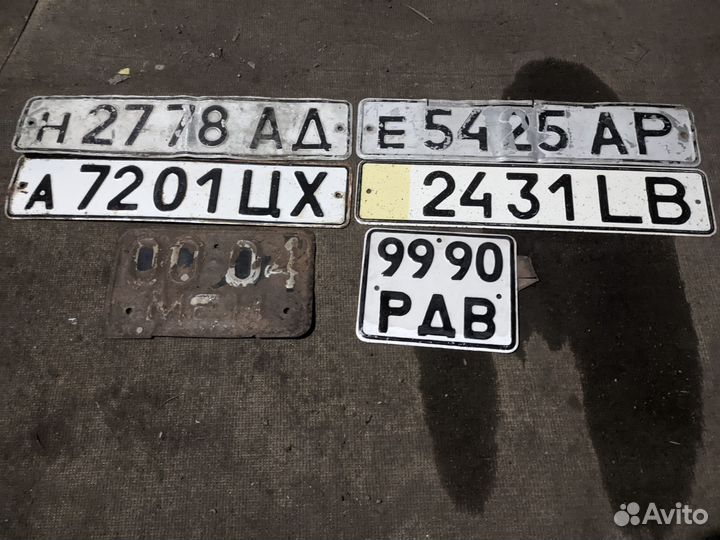 Н 2778 АД
Е 5425 АР
А 7201 ЦХ
2431 LB
9990
РДВ
Avito